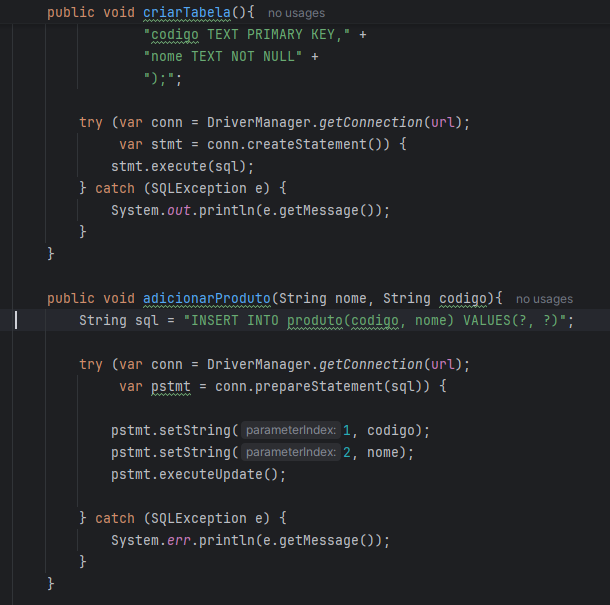 public void criarTabela(){ no usages
"codigo TEXT PRIMARY KEY," +
"nome TEXT NOT NULL" +
");";
try (var conn = DriverManager.getConnection(url);
var stmt = conn.createStatement()) {
stmt.execute(sql);
} catch (SQLException e) {
System.out.println(e.getMessage());
}
}
public void adicionarProduto(String nome, String codigo){ no usages
String sql = "INSERT INTO produto(codigo, nome) VALUES(?, ?)";
try (var conn = DriverManager.getConnection(url);
var pstmt = conn.prepareStatement(sql)) {
pstmt.setString( parameterIndex: 1, codigo);
pstmt.setString( parameterIndex: 2, nome);
pstmt.executeUpdate();
} catch (SQLException e) {
System.err.println(e.getMessage());
}
}